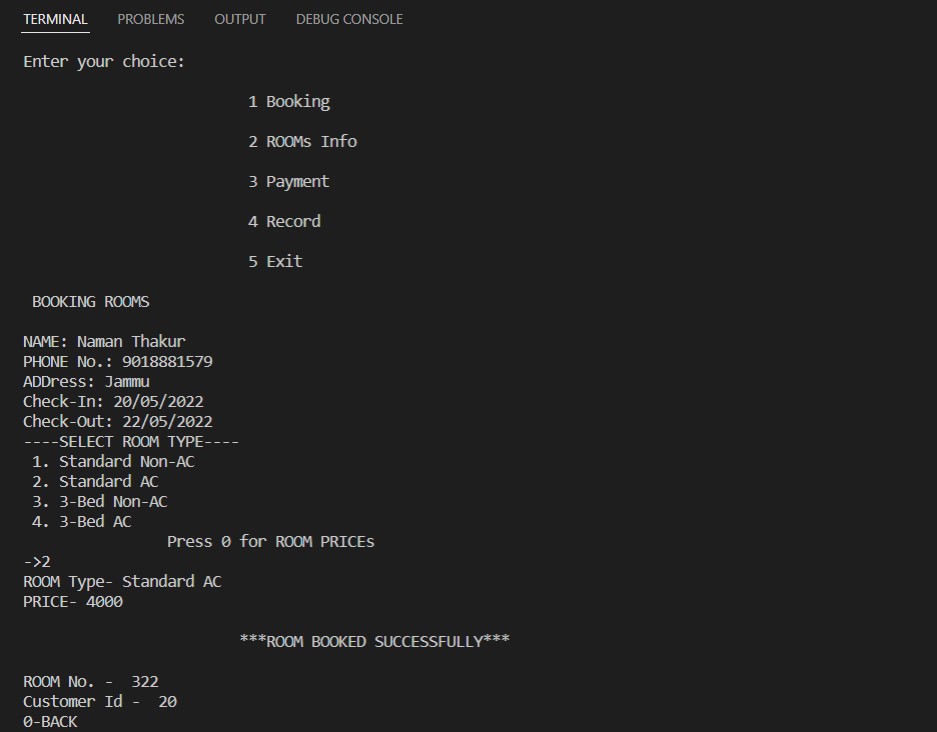 TERMINAL PROBLEMS OUTPUT DEBUG CONSOLE
Enter your choice:
1 Booking
2 ROOMs Info
3 Payment
4 Record
5 Exit
BOOKING ROOMS
NAME: Naman Thakur
PHONE No.: 9018881579
ADDress: Jammu
Check-In: 20/05/2022
Check-Out: 22/05/2022
----SELECT ROOM TYPE----
1. Standard Non-AC
2. Standard AC
3. 3-Bed Non-AC
4. 3-Bed AC
Press 0 for ROOM PRICEs
->2
ROOM Type- Standard AC
PRICE- 4000
***ROOM BOOKED SUCCESSFULLY***
ROOM No. - 322
Customer Id - 20
0-BACK